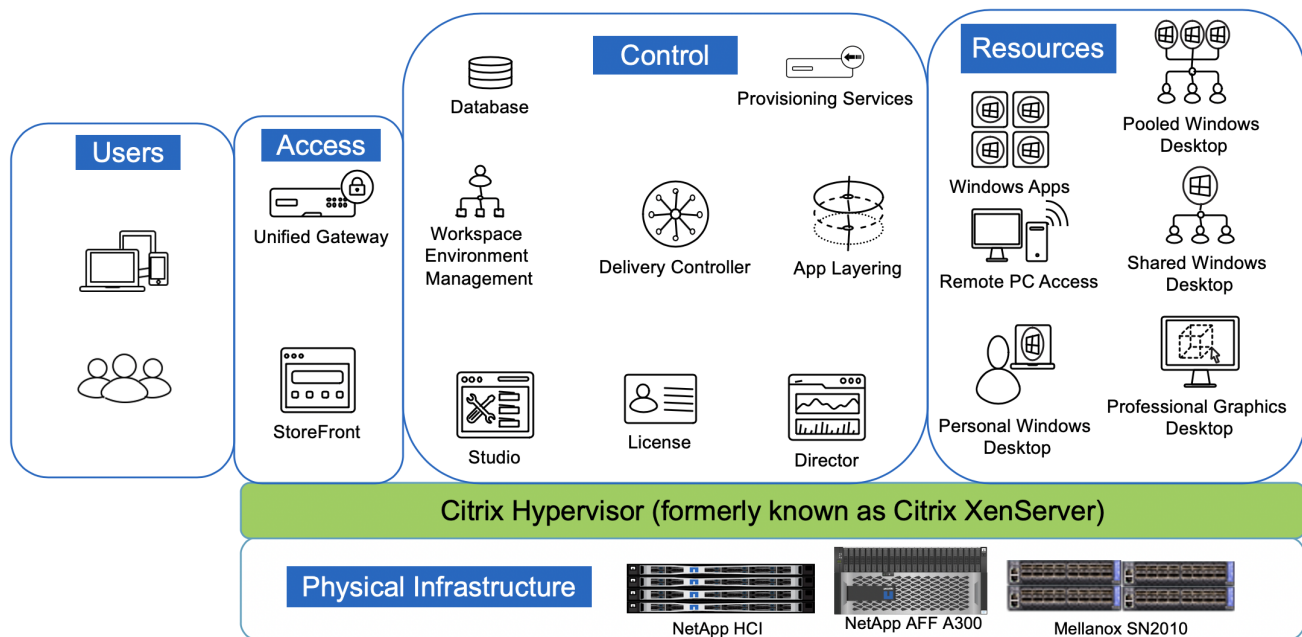 Users
Access
Unified Gateway
StoreFront
Control
Database
Provisioning Services
Workspace
Environment
Management
Delivery Controller
App Layering
Studio
License
Director
Resources
Windows Apps
Pooled Windows
Desktop
Remote PC Access
Shared Windows
Desktop
Personal Windows
Desktop
Professional Graphics
Desktop
Citrix Hypervisor (formerly known as Citrix XenServer)
Physical Infrastructure
NetApp HCI
NetApp AFF A300
Mellanox SN2010